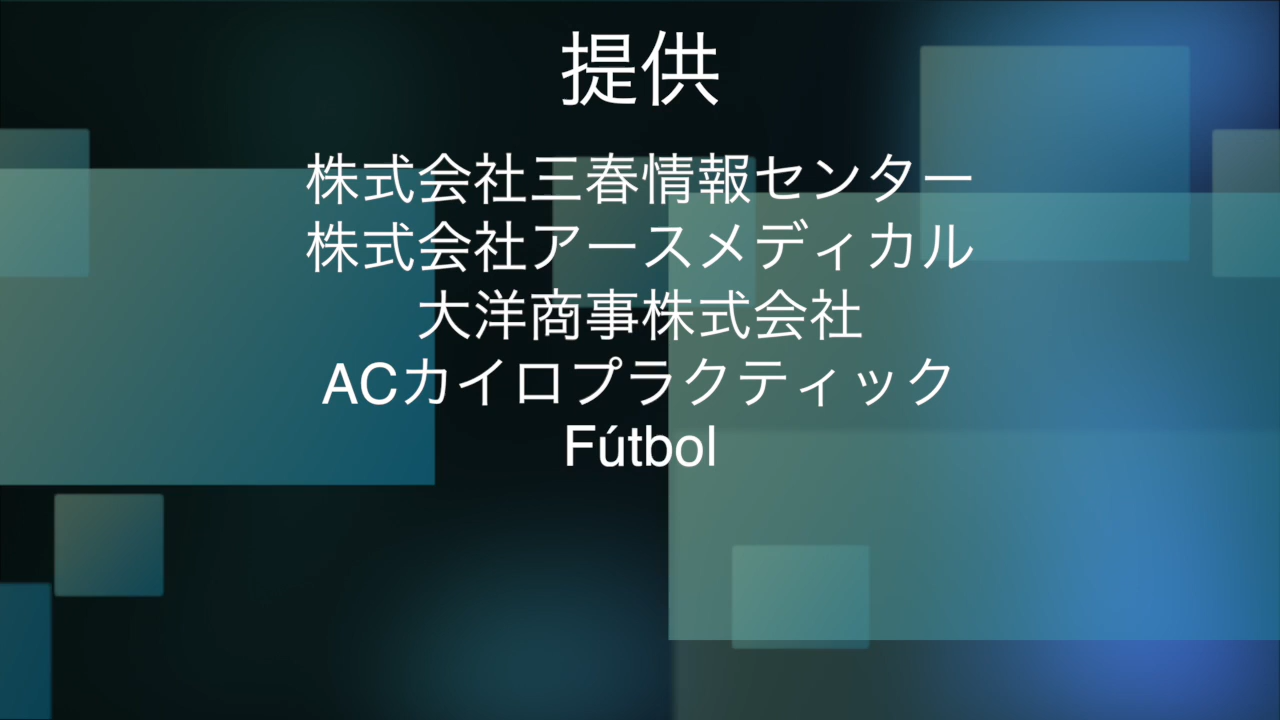 提供
株式会社三春情報センター
株式会社アースメディカル
大洋商事株式会社
ACカイロプラクティック
Fútbol